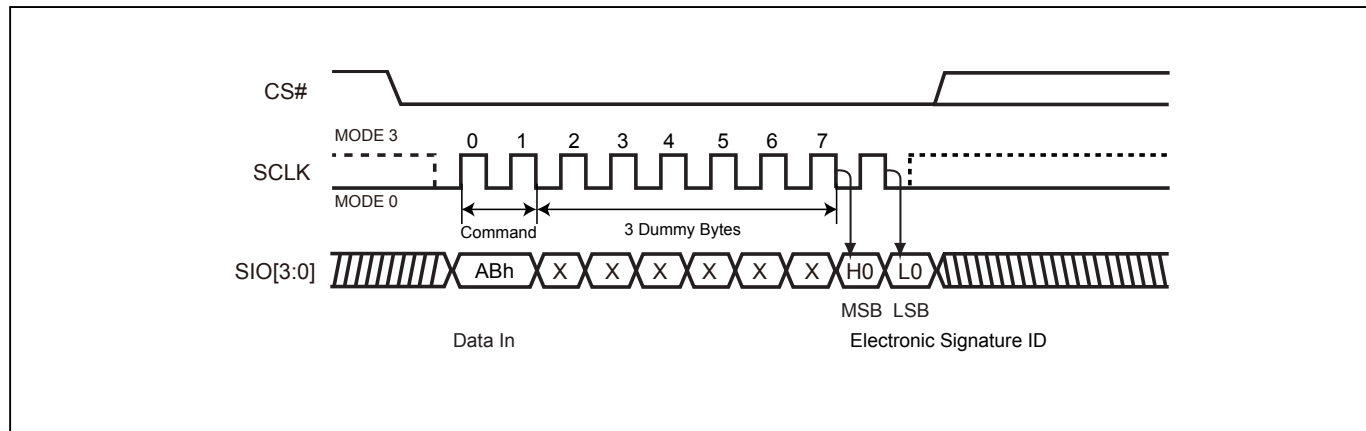 CS#
MODE 3
0 1 2 3 4 5 6 7
SCLK
MODE 0
Command
3 Dummy Bytes
SIO[3:0]
ABh X X X X X X H0 L0
MSB LSB
Data In
Electronic Signature ID